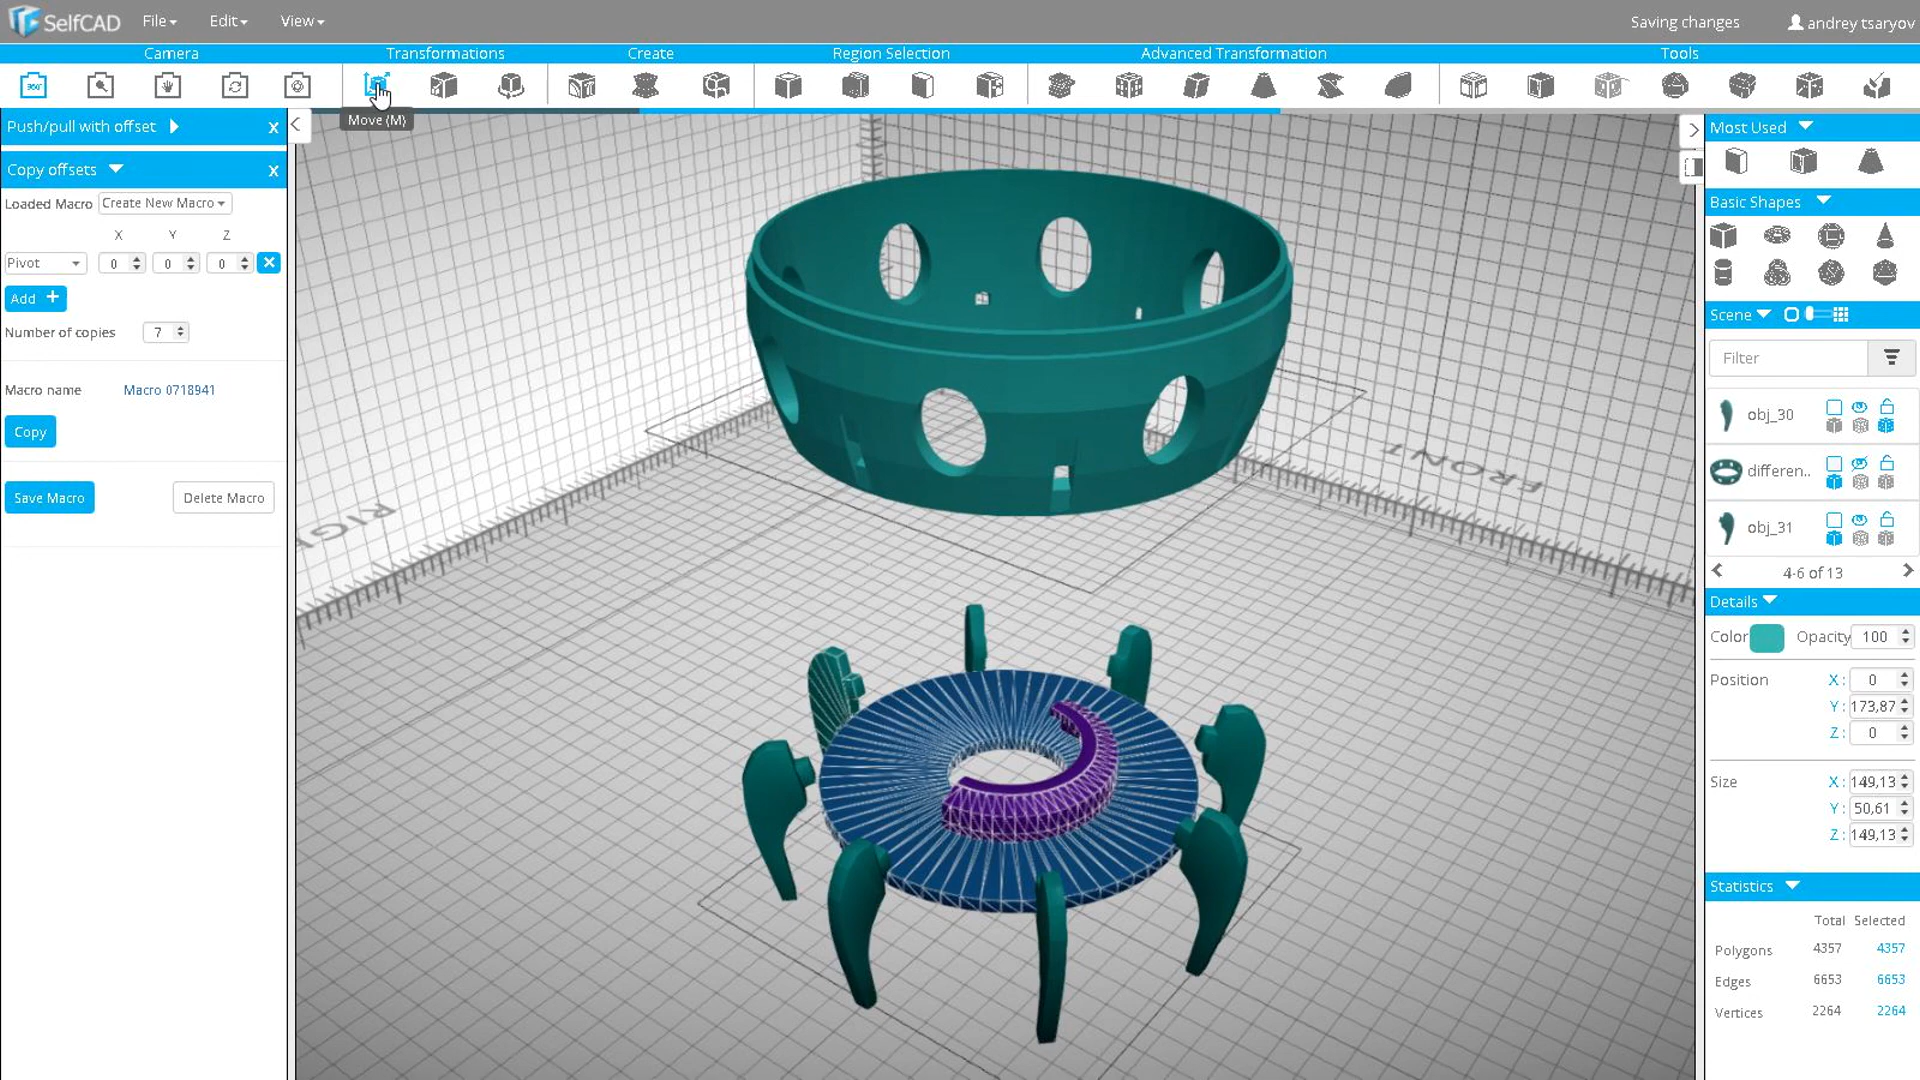 SelfCAD File Edit View Saving changes andrey tsaryov
Camera Transformations Create Region Selection Advanced Transformation Tools
360°
Move (M)
Push/pull with offset x
Copy offsets x
Loaded Macro Create New Macro
X Y Z
Pivot 0 0 0
Add +
Number of copies 7
Macro name Macro 0718941
Copy
Save Macro Delete Macro
FRONT
Most Used
Basic Shapes
Scene
Filter
obj_30
differen..
obj_31
4-6 of 13
Details
Color Opacity 100
Position X: 0
Y: 173,87
Z: 0
Size X: 149,13
Y: 50,61
Z: 149,13
Statistics
Total Selected
Polygons 4357 4357
Edges 6653 6653
Vertices 2264 2264